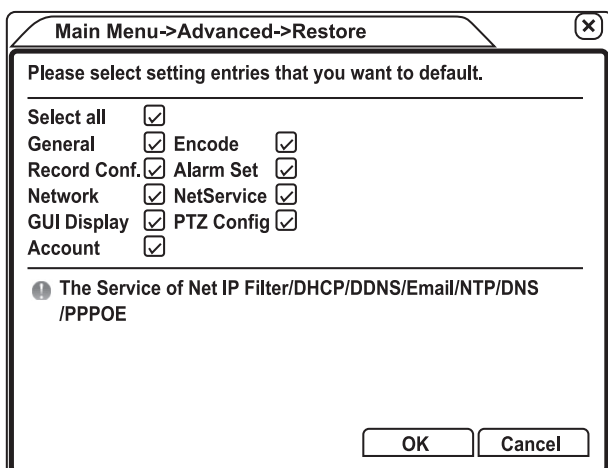 Main Menu->Advanced->Restore
Please select setting entries that you want to default.
Select all
General Encode
Record Conf. Alarm Set
Network NetService
GUI Display PTZ Config
Account
The Service of Net IP Filter/DHCP/DDNS/Email/NTP/DNS
/PPPOE
OK Cancel